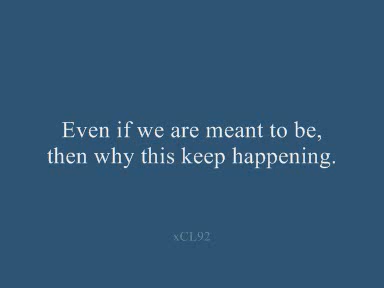 Even if we are meant to be,
then why this keep happening.
xCL92